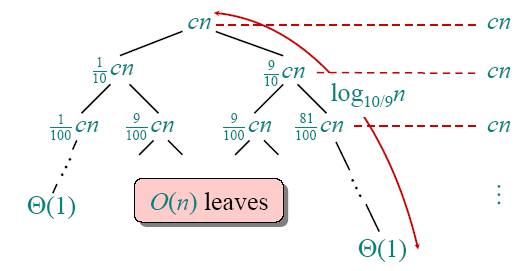 cn cn
1/10 cn 9/10 cn cn
log10/9n
1/100 cn 9/100 cn 9/100 cn 81/100 cn cn
Θ(1) O(n) leaves
Θ(1)